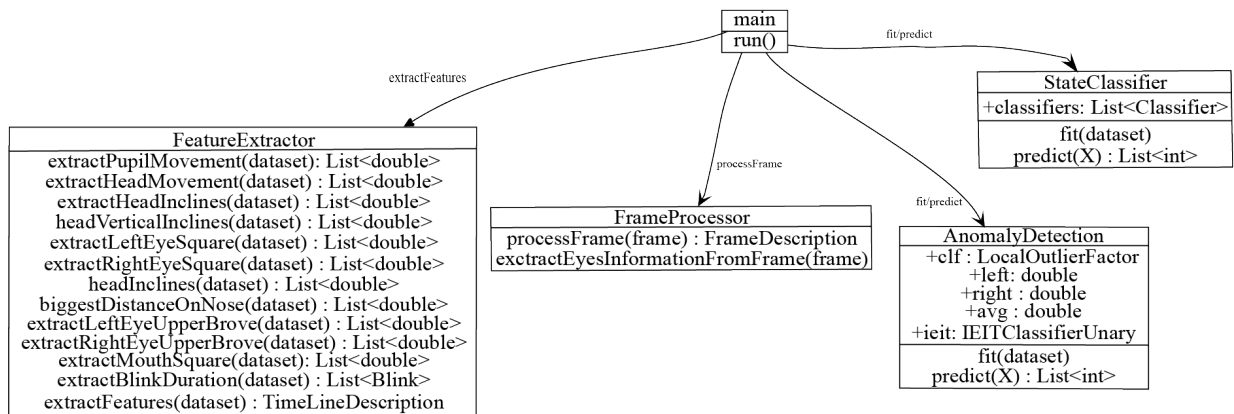 main
run()
fit/predict
extractFeatures
processFrame
fit/predict
StateClassifier
+classifiers: List<Classifier>
fit(dataset)
predict(X) : List<int>
FeatureExtractor
extractPupilMovement(dataset): List<double>
extractHeadMovement(dataset) : List<double>
extractHeadInclines(dataset) : List<double>
headVerticalInclines(dataset) : List<double>
extractLeftEyeSquare(dataset) : List<double>
extractRightEyeSquare(dataset) : List<double>
headInclines(dataset) : List<double>
biggestDistanceOnNose(dataset) : List<double>
extractLeftEyeUpperBrove(dataset) : List<double>
extractRightEyeUpperBrove(dataset) : List<double>
extractMouthSquare(dataset): List<double>
extractBlinkDuration(dataset) : List<Blink>
extractFeatures(dataset) : TimeLineDescription
FrameProcessor
processFrame(frame) : FrameDescription
exctractEyesInformationFromFrame(frame)
AnomalyDetection
+clf : LocalOutlierFactor
+left: double
+right : double
+avg : double
+ieit: IEITClassifierUnary
fit(dataset)
predict(X) : List<int>